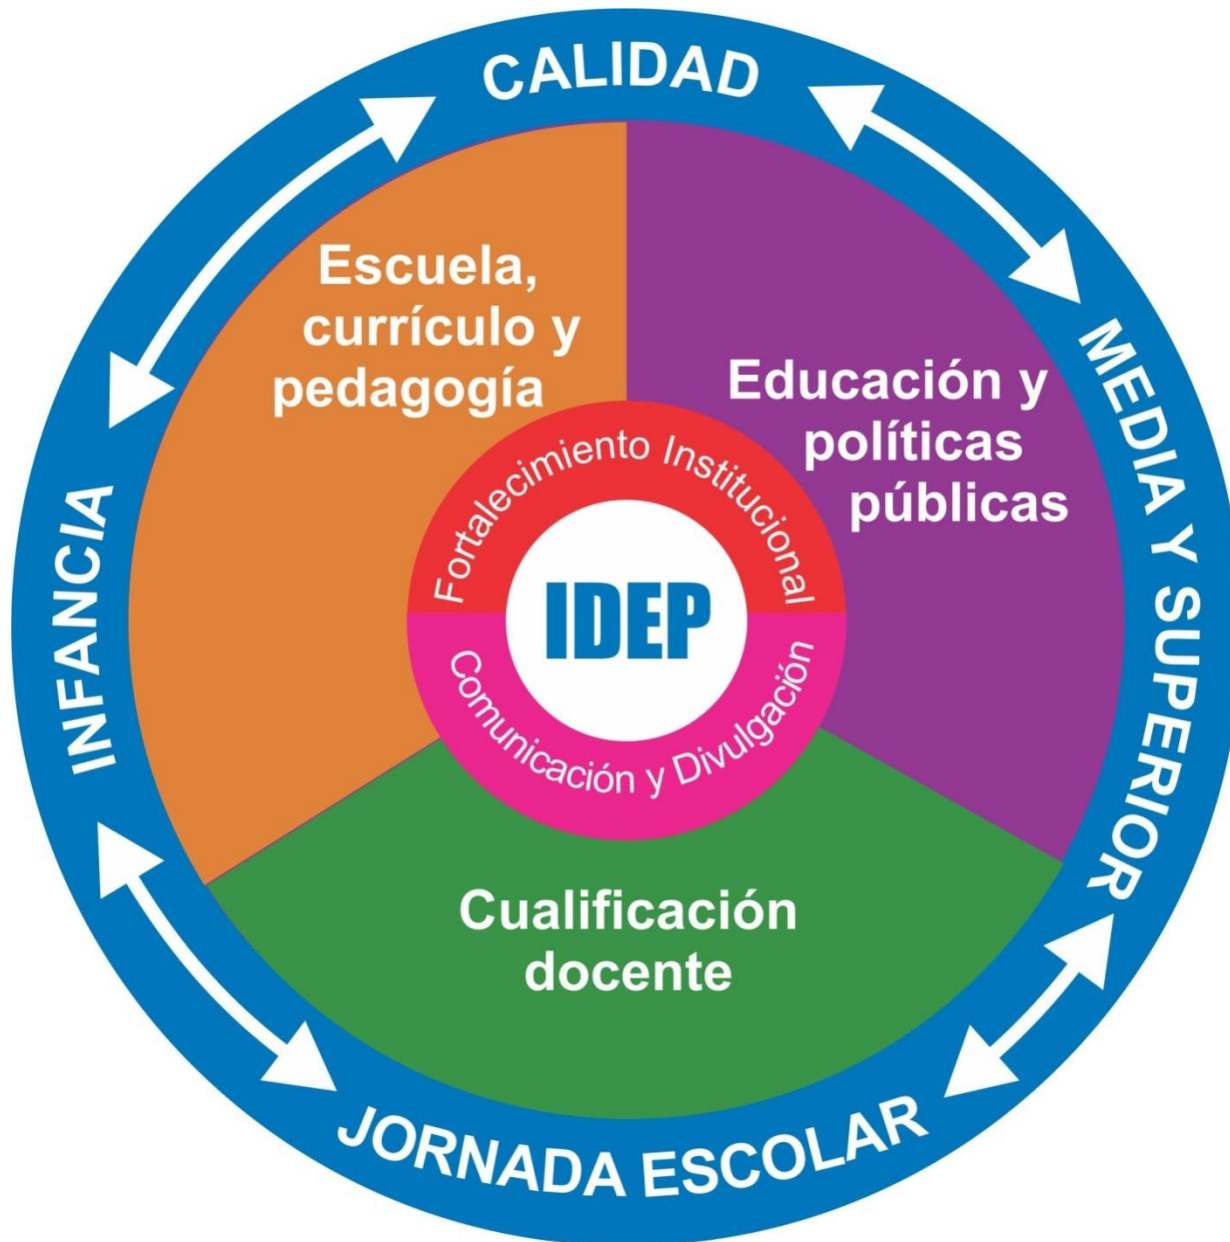 CALIDAD
MEDIA Y SUPERIOR
JORNADA ESCOLAR
INFANCIA
Escuela,
currículo y
pedagogía
Educación y
políticas
públicas
Cualificación
docente
Fortalecimiento Institucional
IDEP
Comunicación y Divulgación